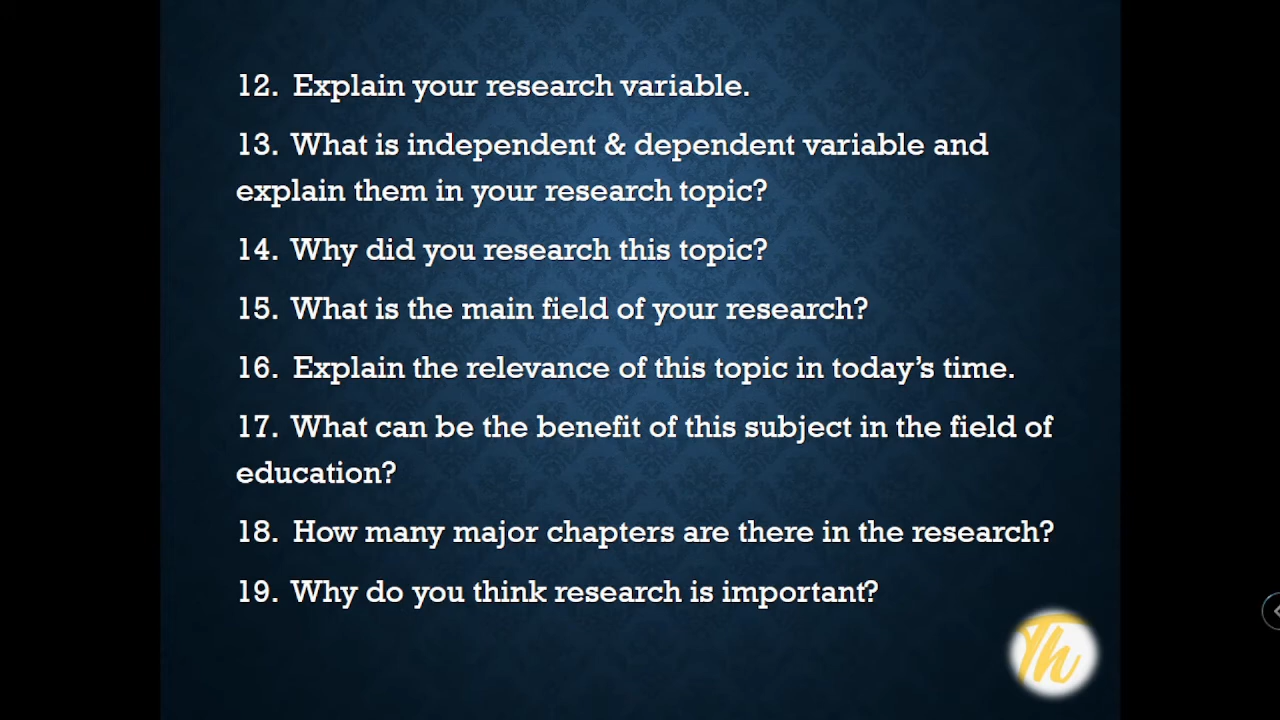 12. Explain your research variable.
13. What is independent & dependent variable and
explain them in your research topic?
14. Why did you research this topic?
15. What is the main field of your research?
16. Explain the relevance of this topic in today's time.
17. What can be the benefit of this subject in the field of
education?
18. How many major chapters are there in the research?
19. Why do you think research is important?
Th